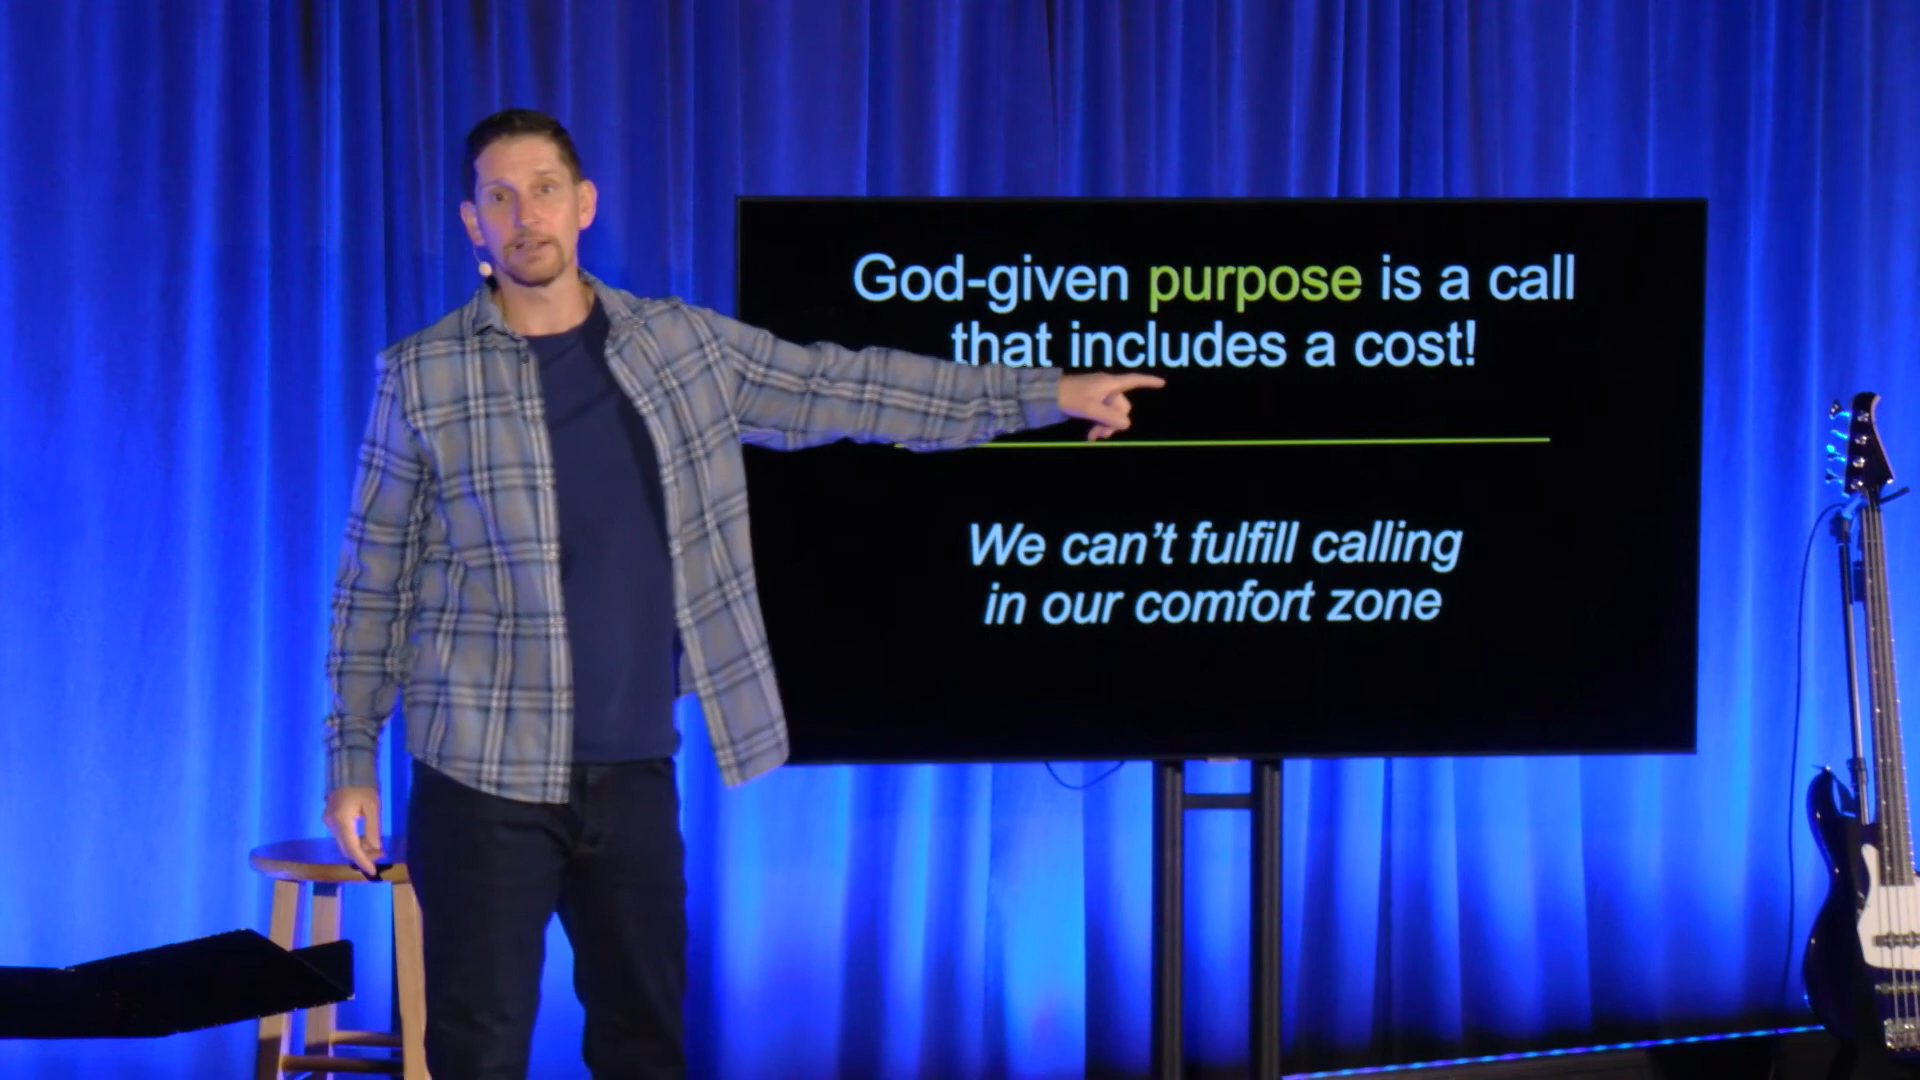 God-given purpose is a call
that includes a cost!
We can’t fulfill calling
in our comfort zone